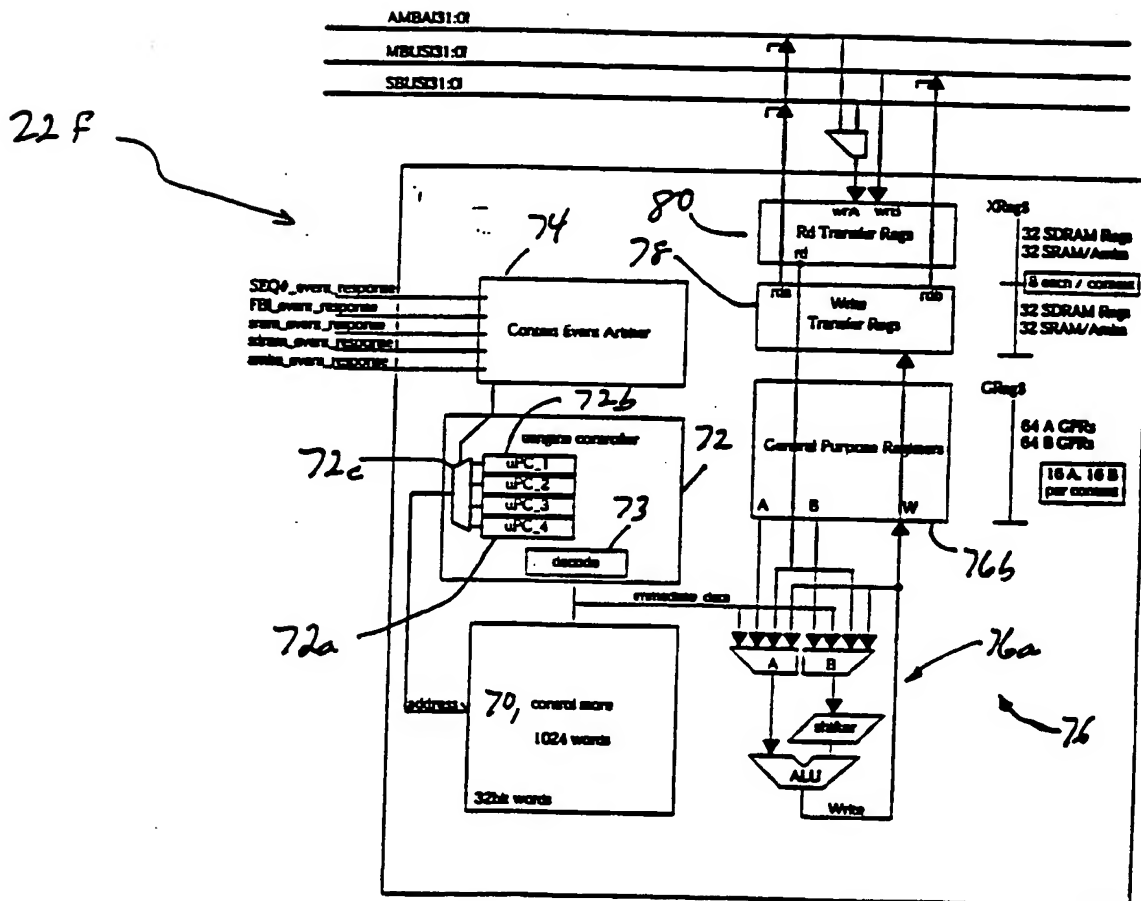 AMBA[31:0]
MBUS[31:0]
SBUS[31:0]
22F
80
wrA wrB
Rd Transfer Regs
rd
XRegs
32 SDRAM Regs
32 SRAM/Amba
8 each / context
32 SDRAM Regs
32 SRAM/Amba
78
rda rdb
Write
Transfer Regs
74
SEQ#_event_response
FBI_event_response
sram_event_response
sdram_event_response
amba_event_response
Context Event Arbiter
72b
uengine controller
72
72c
uPC_1
uPC_2
uPC_3
uPC_4
73
decode
72a
General Purpose Registers
A B W
GRegs
64 A GPRs
64 B GPRs
16 A, 16 B
per context
76b
immediate data
A B
76a
76
shifter
ALU
Write
address
70, control store
1024 words
32bit words